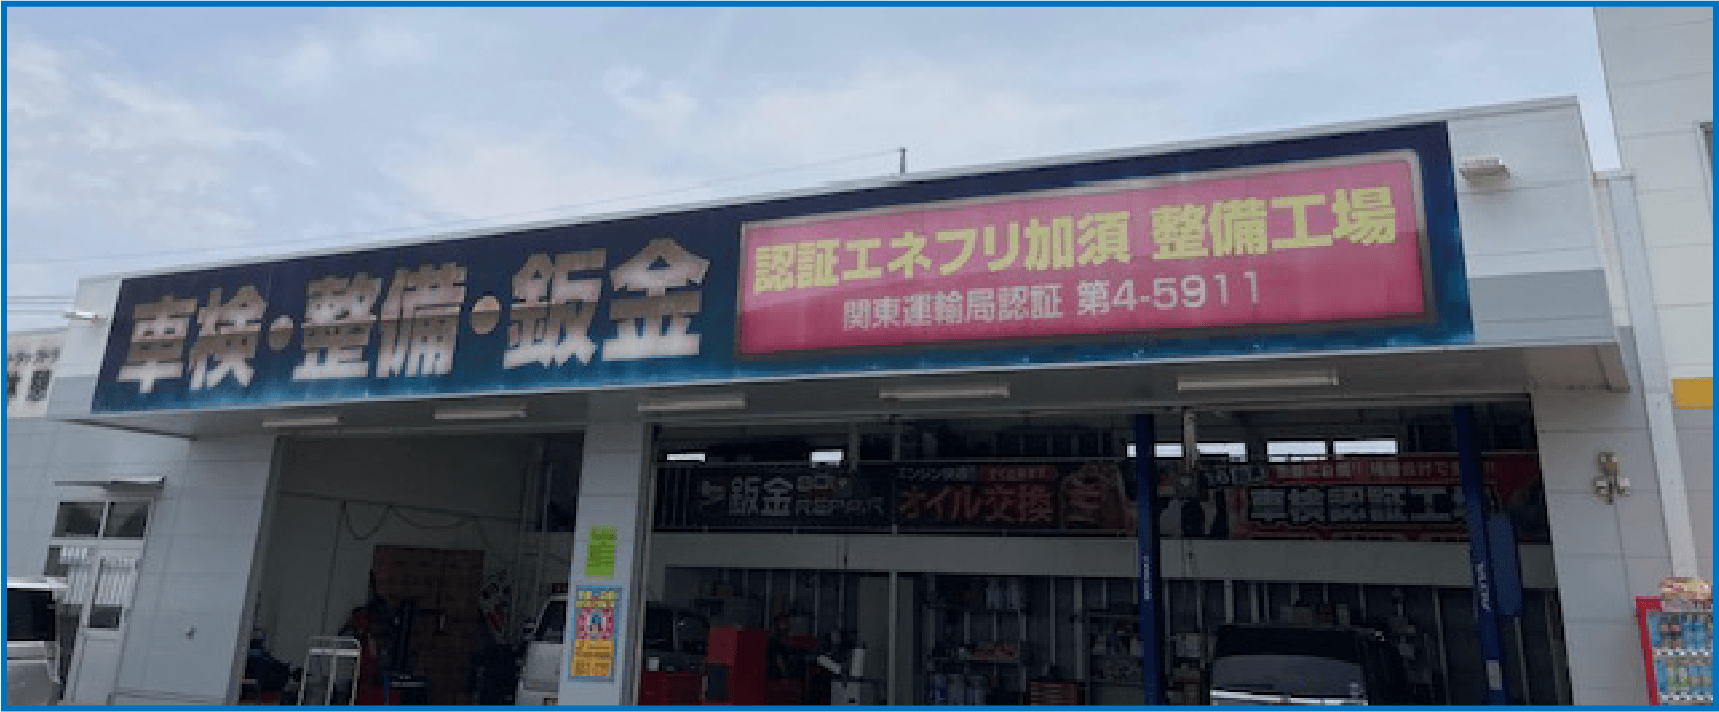 車検・整備・鈑金
認証エネフリ加須 整備工場
関東運輸局認証 第4-5911
鈑金
REPAIR
オイル交換
車検認証工場